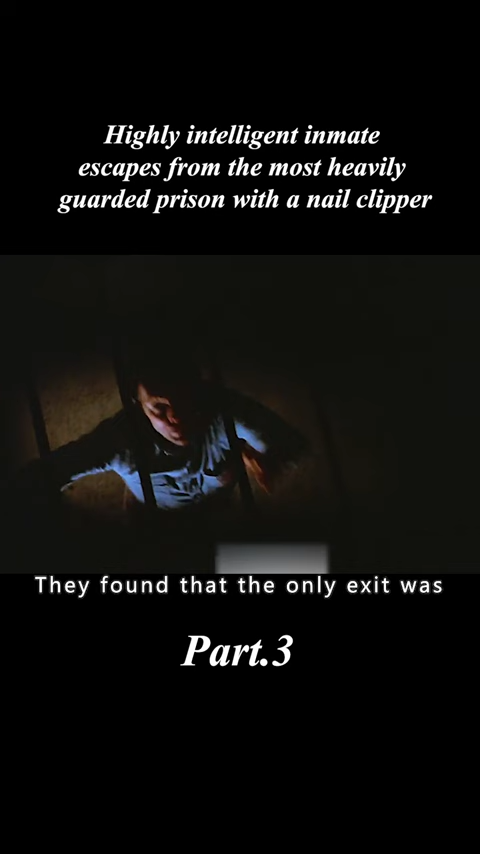 Highly intelligent inmate
escapes from the most heavily
guarded prison with a nail clipper
They found that the only exit was
Part.3